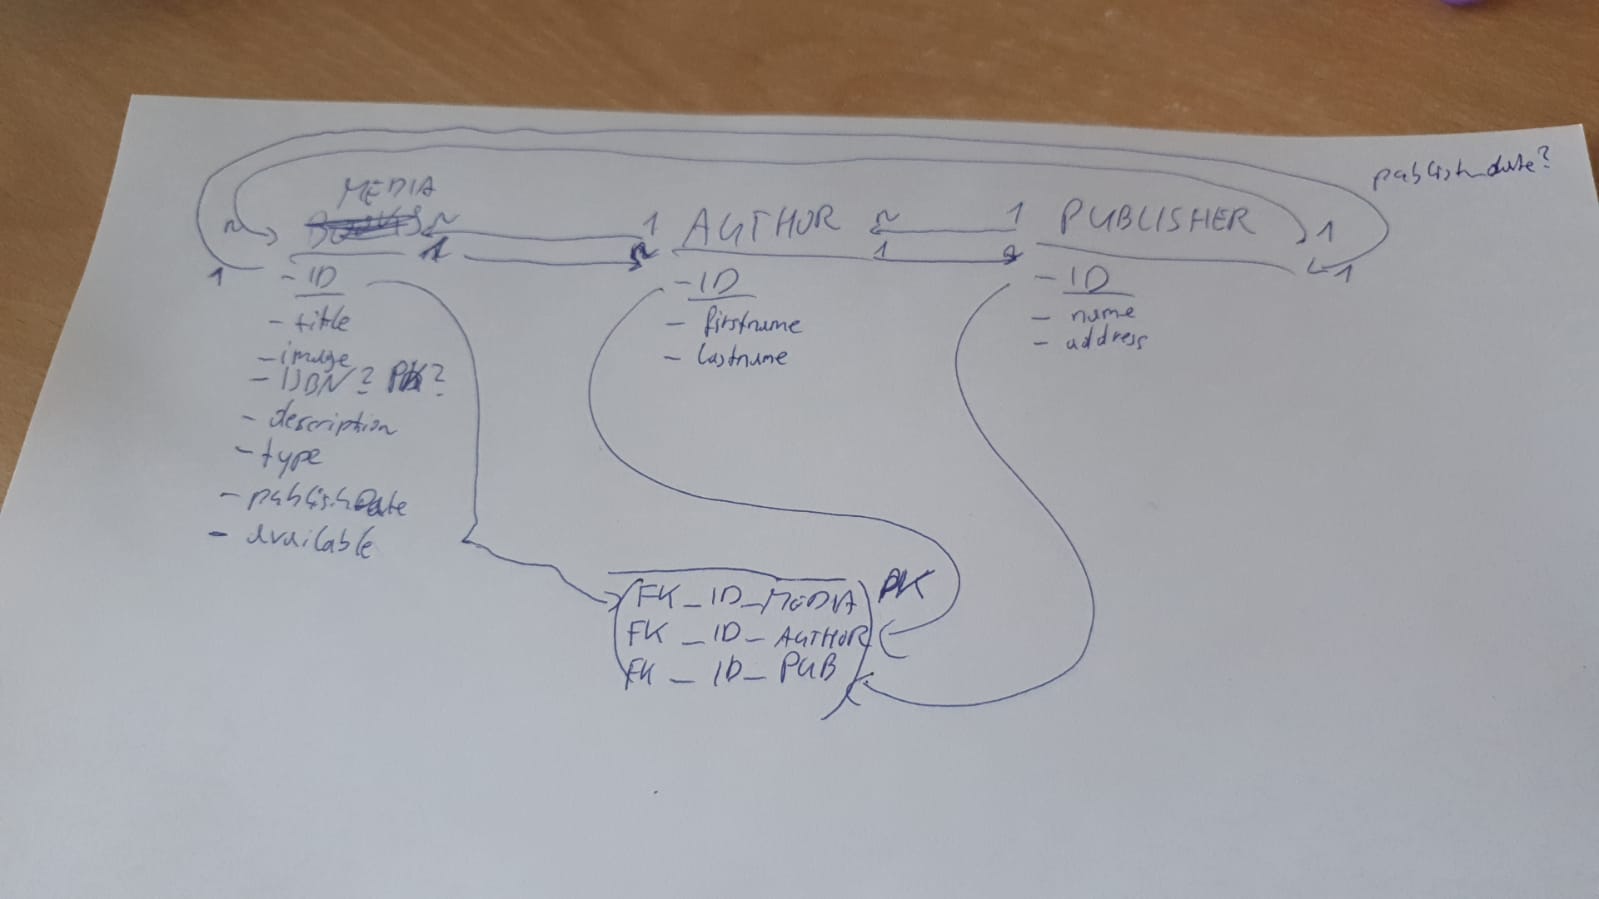 publish_date?
MEDIA
n 1 AUTHOR n 1 PUBLISHER 1
1 n 1 n
1 1
- ID
- title
- image
- ISBN? PK?
- description
- type
- publishDate
- available
- ID
- firstname
- lastname
- ID
- name
- address
FK_ID_MEDIA PK
FK_ID_AUTHOR
FK_ID_PUB